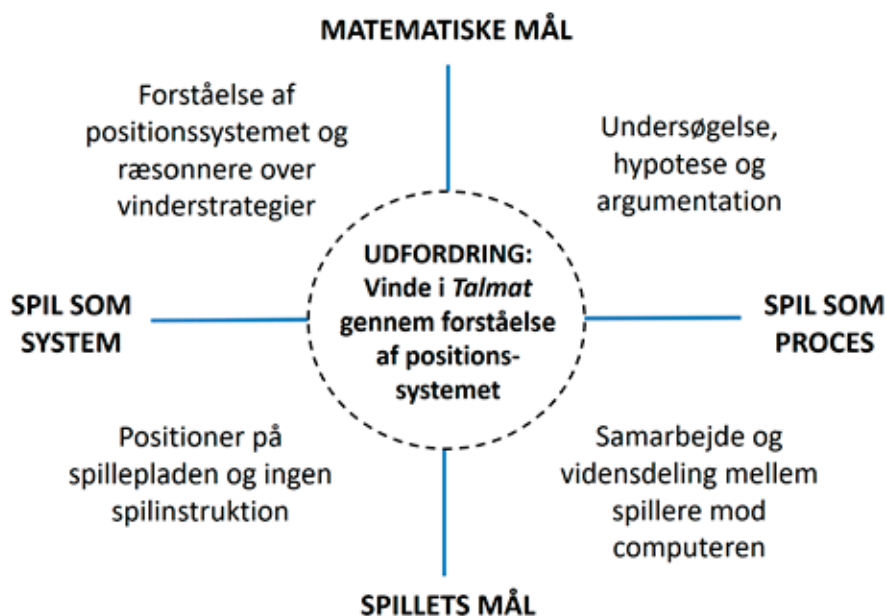 MATEMATISKE MÅL
Forståelse af
positionssystemet og
ræsonnere over
vinderstrategier
Undersøgelse,
hypotese og
argumentation
UDFORDRING:
Vinde i Talmat
gennem forståelse
af positions-
systemet
SPIL SOM
SYSTEM
SPIL SOM
PROCES
Positioner på
spillepladen og ingen
spilinstruktion
Samarbejde og
vidensdeling mellem
spillere mod
computeren
SPILLETS MÅL